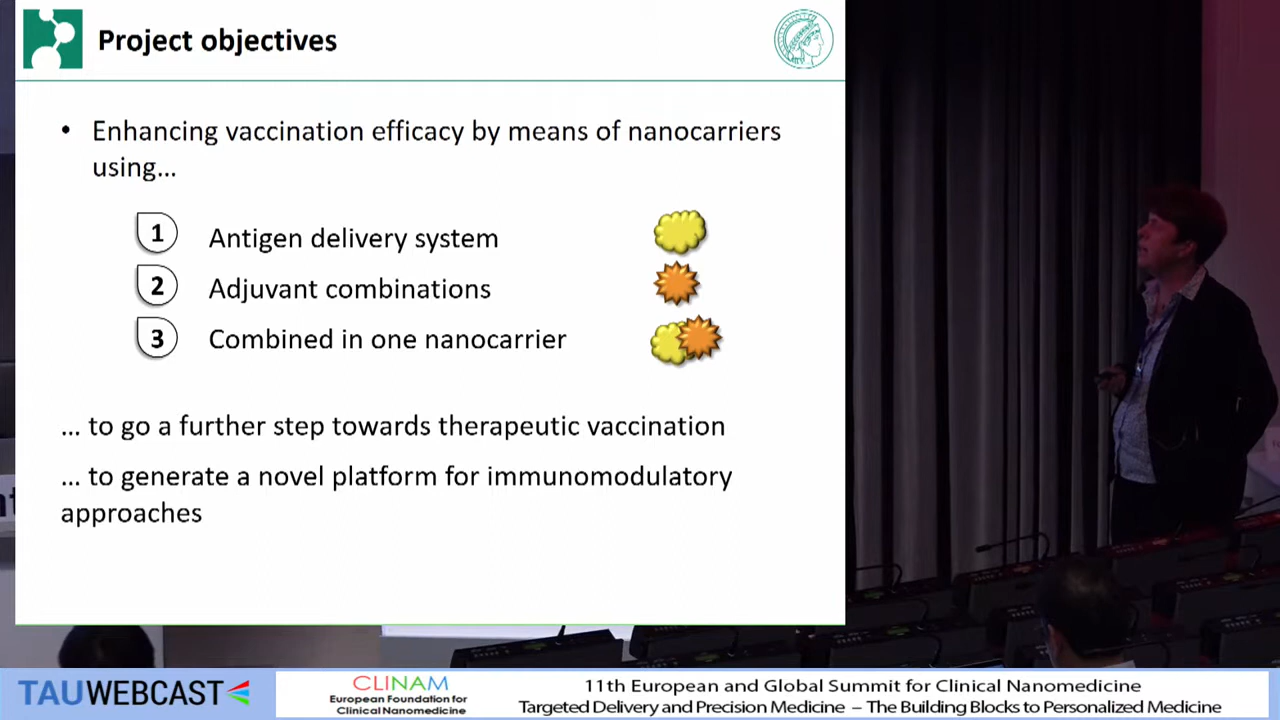 Project objectives
• Enhancing vaccination efficacy by means of nanocarriers
using...
1 Antigen delivery system
2 Adjuvant combinations
3 Combined in one nanocarrier
... to go a further step towards therapeutic vaccination
... to generate a novel platform for immunomodulatory
approaches
TAUWEBCAST
CLINAM
European Foundation for
Clinical Nanomedicine
11th European and Global Summit for Clinical Nanomedicine
Targeted Delivery and Precision Medicine – The Building Blocks to Personalized Medicine